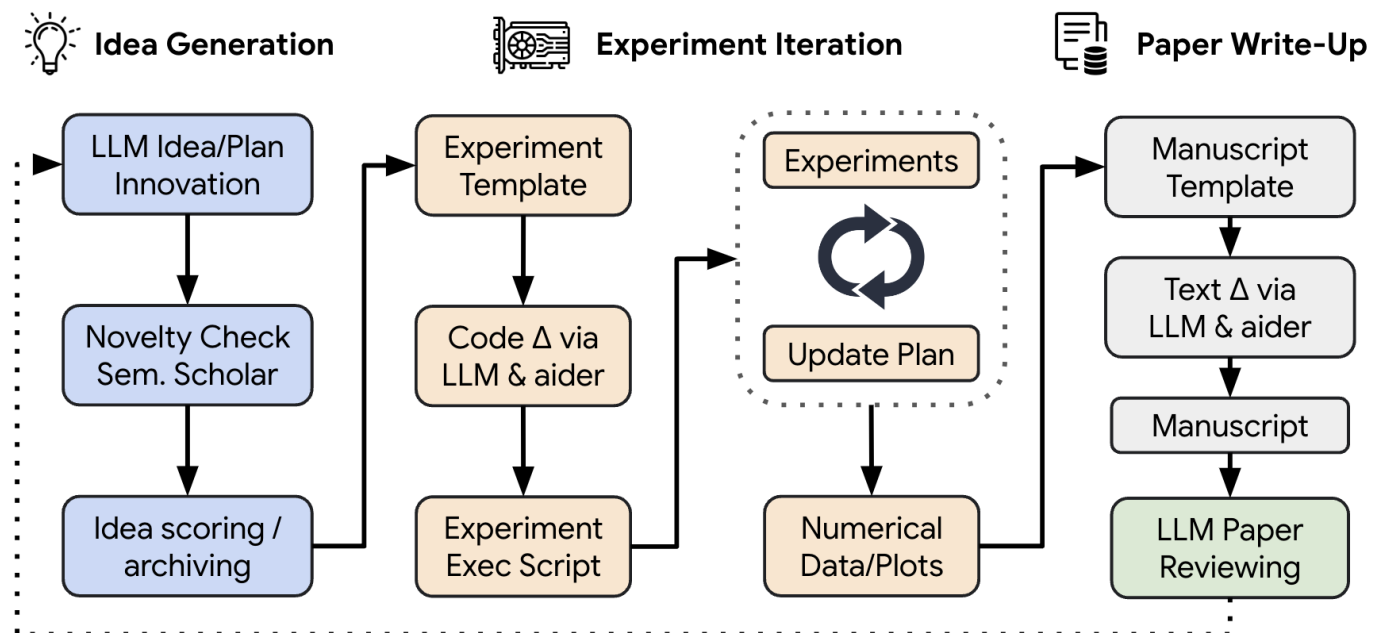 Idea Generation
Experiment Iteration
Paper Write-Up
LLM Idea/Plan
Innovation
Novelty Check
Sem. Scholar
Idea scoring /
archiving
Experiment
Template
Code Δ via
LLM & aider
Experiment
Exec Script
Experiments
Update Plan
Numerical
Data/Plots
Manuscript
Template
Text Δ via
LLM & aider
Manuscript
LLM Paper
Reviewing